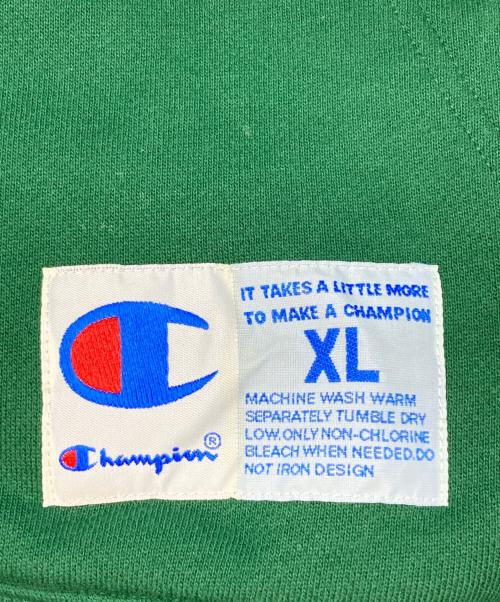 Champion®
IT TAKES A LITTLE MORE
TO MAKE A CHAMPION
XL
MACHINE WASH WARM
SEPARATELY TUMBLE DRY
LOW.ONLY NON-CHLORINE
BLEACH WHEN NEEDED.DO
NOT IRON DESIGN